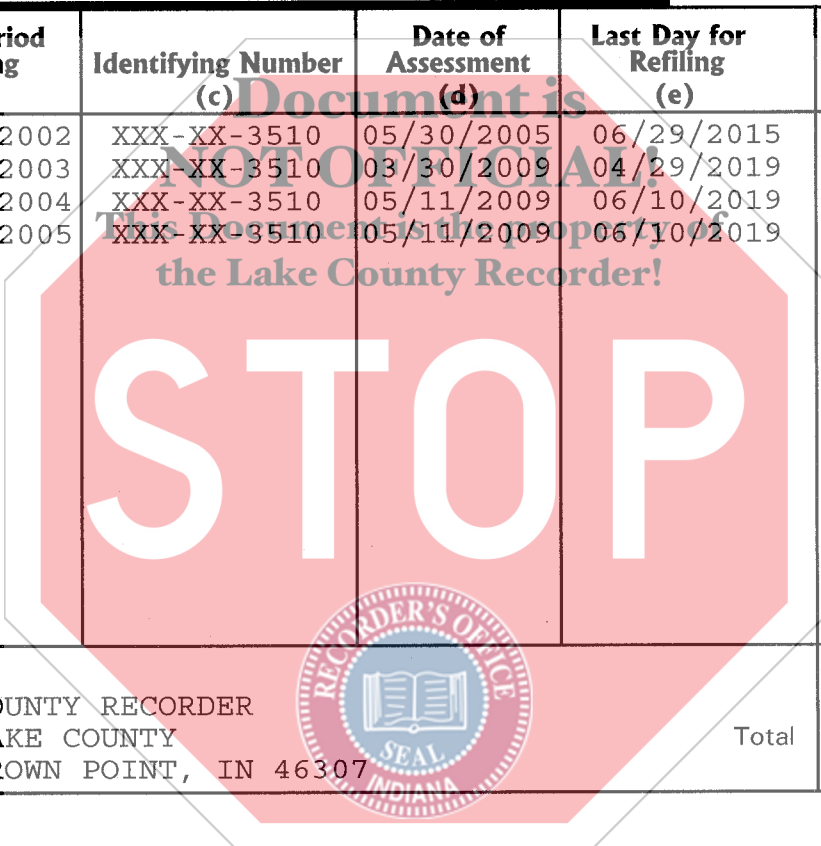 riod Date of Last Day for
ng Identifying Number Assessment Refiling
(c) (d) (e)
Document is
2002 XXX-XX-3510 05/30/2005 06/29/2015
2003 XXX-XX-3510 03/30/2009 04/29/2019
NOT OFFICIAL!
2004 XXX-XX-3510 05/11/2009 06/10/2019
2005 XXX-XX-3510 05/11/2009 06/10/2019
This Document is the property of
the Lake County Recorder!
STOP
RECORDER'S OFFICE
SEAL
INDIANA
OUNTY RECORDER
AKE COUNTY Total
ROWN POINT, IN 46307